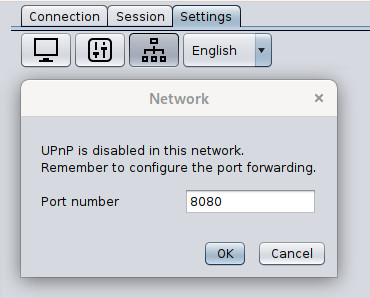 Connection Session Settings
English
Network
UPnP is disabled in this network.
Remember to configure the port forwarding.
Port number 8080
OK Cancel